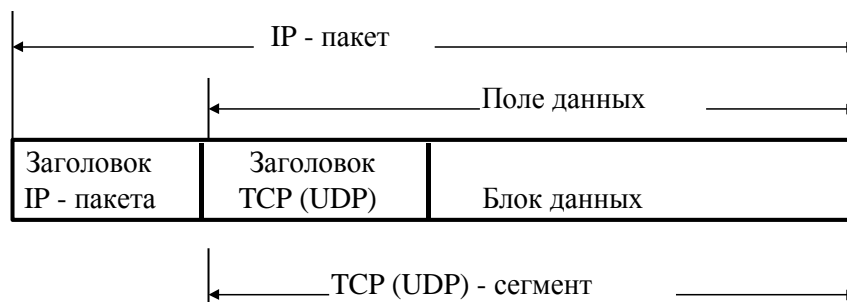 IP - пакет
Поле данных
Заголовок
IP - пакета
Заголовок
TCP (UDP)
Блок данных
TCP (UDP) - сегмент